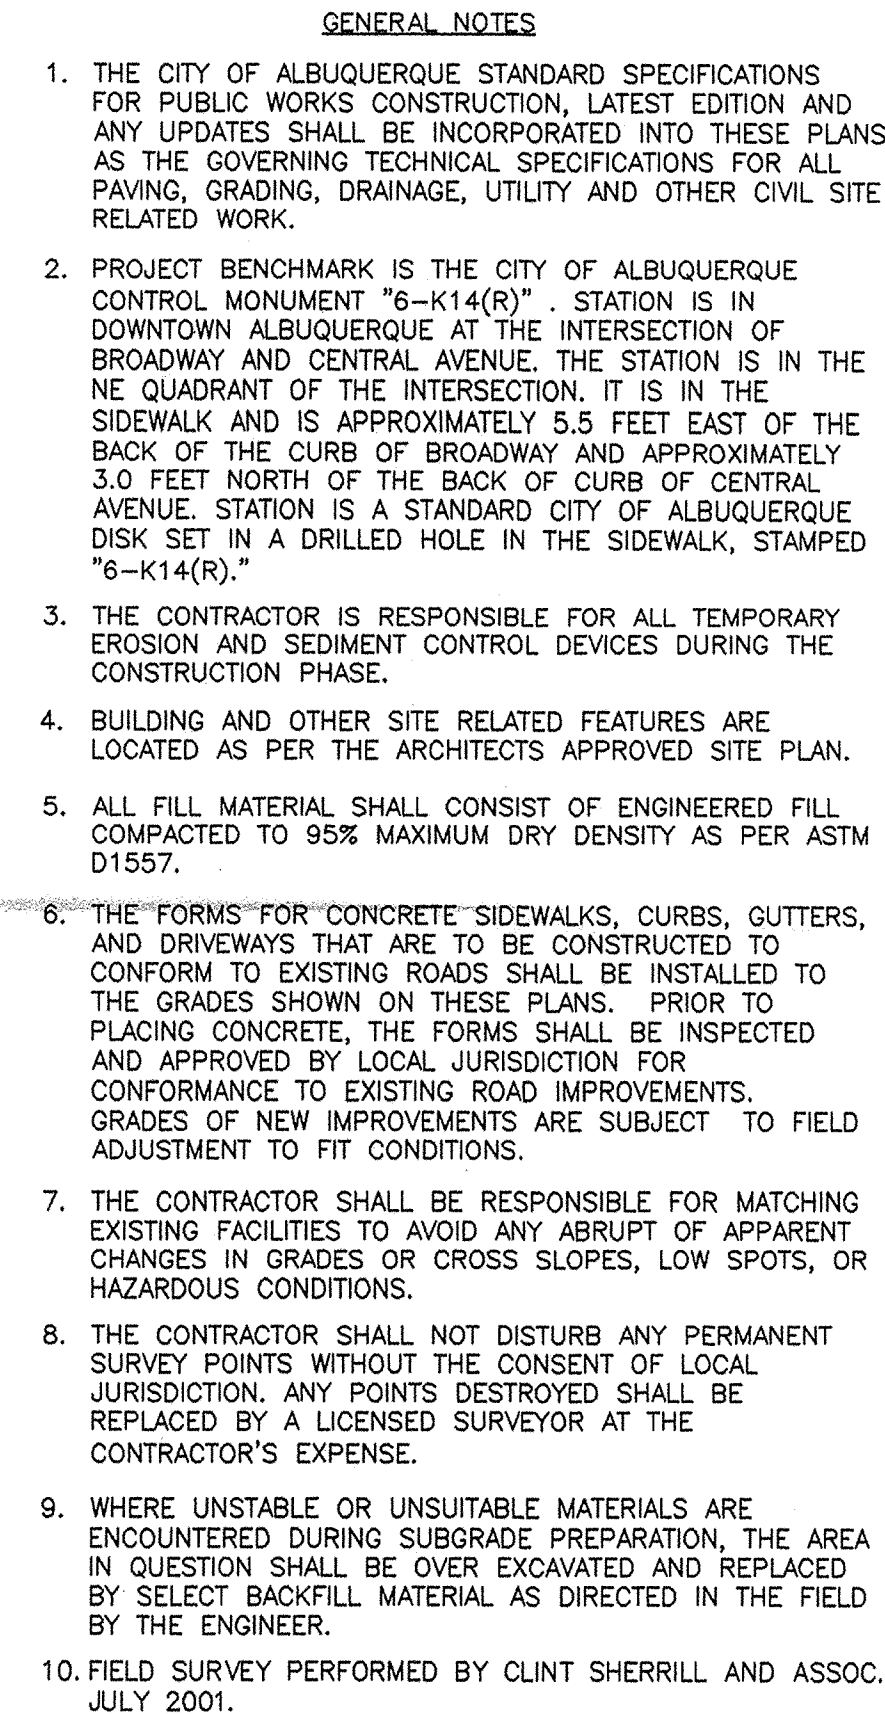 GENERAL NOTES
1. THE CITY OF ALBUQUERQUE STANDARD SPECIFICATIONS
FOR PUBLIC WORKS CONSTRUCTION, LATEST EDITION AND
ANY UPDATES SHALL BE INCORPORATED INTO THESE PLANS
AS THE GOVERNING TECHNICAL SPECIFICATIONS FOR ALL
PAVING, GRADING, DRAINAGE, UTILITY AND OTHER CIVIL SITE
RELATED WORK.
2. PROJECT BENCHMARK IS THE CITY OF ALBUQUERQUE
CONTROL MONUMENT "6-K14(R)" . STATION IS IN
DOWNTOWN ALBUQUERQUE AT THE INTERSECTION OF
BROADWAY AND CENTRAL AVENUE. THE STATION IS IN THE
NE QUADRANT OF THE INTERSECTION. IT IS IN THE
SIDEWALK AND IS APPROXIMATELY 5.5 FEET EAST OF THE
BACK OF THE CURB OF BROADWAY AND APPROXIMATELY
3.0 FEET NORTH OF THE BACK OF CURB OF CENTRAL
AVENUE. STATION IS A STANDARD CITY OF ALBUQUERQUE
DISK SET IN A DRILLED HOLE IN THE SIDEWALK, STAMPED
"6-K14(R)."
3. THE CONTRACTOR IS RESPONSIBLE FOR ALL TEMPORARY
EROSION AND SEDIMENT CONTROL DEVICES DURING THE
CONSTRUCTION PHASE.
4. BUILDING AND OTHER SITE RELATED FEATURES ARE
LOCATED AS PER THE ARCHITECTS APPROVED SITE PLAN.
5. ALL FILL MATERIAL SHALL CONSIST OF ENGINEERED FILL
COMPACTED TO 95% MAXIMUM DRY DENSITY AS PER ASTM
D1557.
6. THE FORMS FOR CONCRETE SIDEWALKS, CURBS, GUTTERS,
AND DRIVEWAYS THAT ARE TO BE CONSTRUCTED TO
CONFORM TO EXISTING ROADS SHALL BE INSTALLED TO
THE GRADES SHOWN ON THESE PLANS. PRIOR TO
PLACING CONCRETE, THE FORMS SHALL BE INSPECTED
AND APPROVED BY LOCAL JURISDICTION FOR
CONFORMANCE TO EXISTING ROAD IMPROVEMENTS.
GRADES OF NEW IMPROVEMENTS ARE SUBJECT TO FIELD
ADJUSTMENT TO FIT CONDITIONS.
7. THE CONTRACTOR SHALL BE RESPONSIBLE FOR MATCHING
EXISTING FACILITIES TO AVOID ANY ABRUPT OF APPARENT
CHANGES IN GRADES OR CROSS SLOPES, LOW SPOTS, OR
HAZARDOUS CONDITIONS.
8. THE CONTRACTOR SHALL NOT DISTURB ANY PERMANENT
SURVEY POINTS WITHOUT THE CONSENT OF LOCAL
JURISDICTION. ANY POINTS DESTROYED SHALL BE
REPLACED BY A LICENSED SURVEYOR AT THE
CONTRACTOR'S EXPENSE.
9. WHERE UNSTABLE OR UNSUITABLE MATERIALS ARE
ENCOUNTERED DURING SUBGRADE PREPARATION, THE AREA
IN QUESTION SHALL BE OVER EXCAVATED AND REPLACED
BY SELECT BACKFILL MATERIAL AS DIRECTED IN THE FIELD
BY THE ENGINEER.
10. FIELD SURVEY PERFORMED BY CLINT SHERRILL AND ASSOC.
JULY 2001.